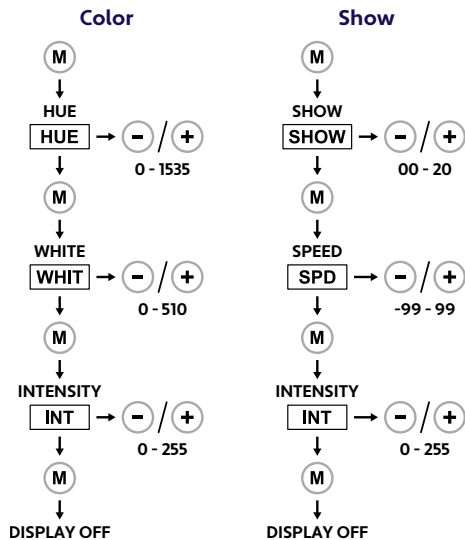 Color
M
HUE
HUE
− / +
0 - 1535
M
WHITE
WHIT
− / +
0 - 510
M
INTENSITY
INT
− / +
0 - 255
M
DISPLAY OFF
Show
M
SHOW
SHOW
− / +
00 - 20
M
SPEED
SPD
− / +
-99 - 99
M
INTENSITY
INT
− / +
0 - 255
M
DISPLAY OFF